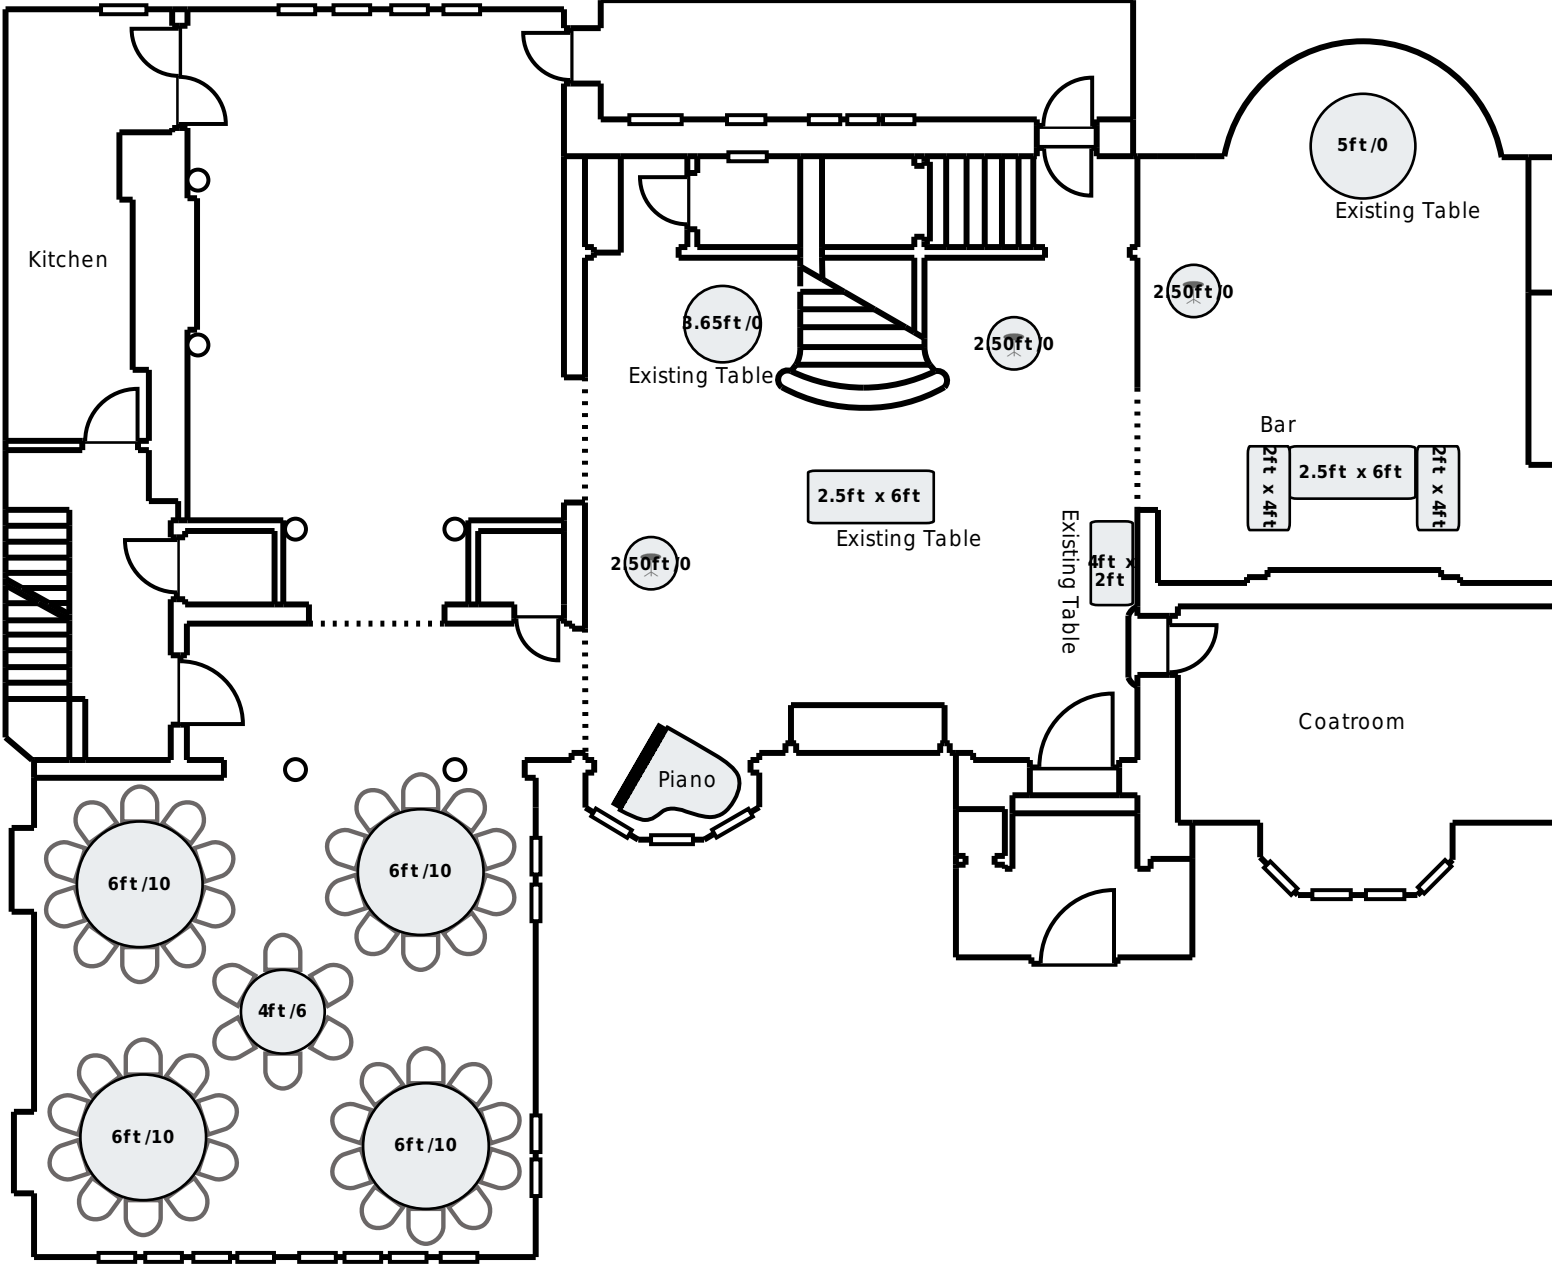 5ft/0
Existing Table
Kitchen
2.50ft/0
3.65ft/0
2.50ft/0
Existing Table
Bar
2ft x 4ft
2.5ft x 6ft
2ft x 4ft
2.5ft x 6ft
Existing Table
Existing Table
4ft x
2ft
2.50ft/0
Coatroom
Piano
6ft/10
6ft/10
4ft/6
6ft/10
6ft/10